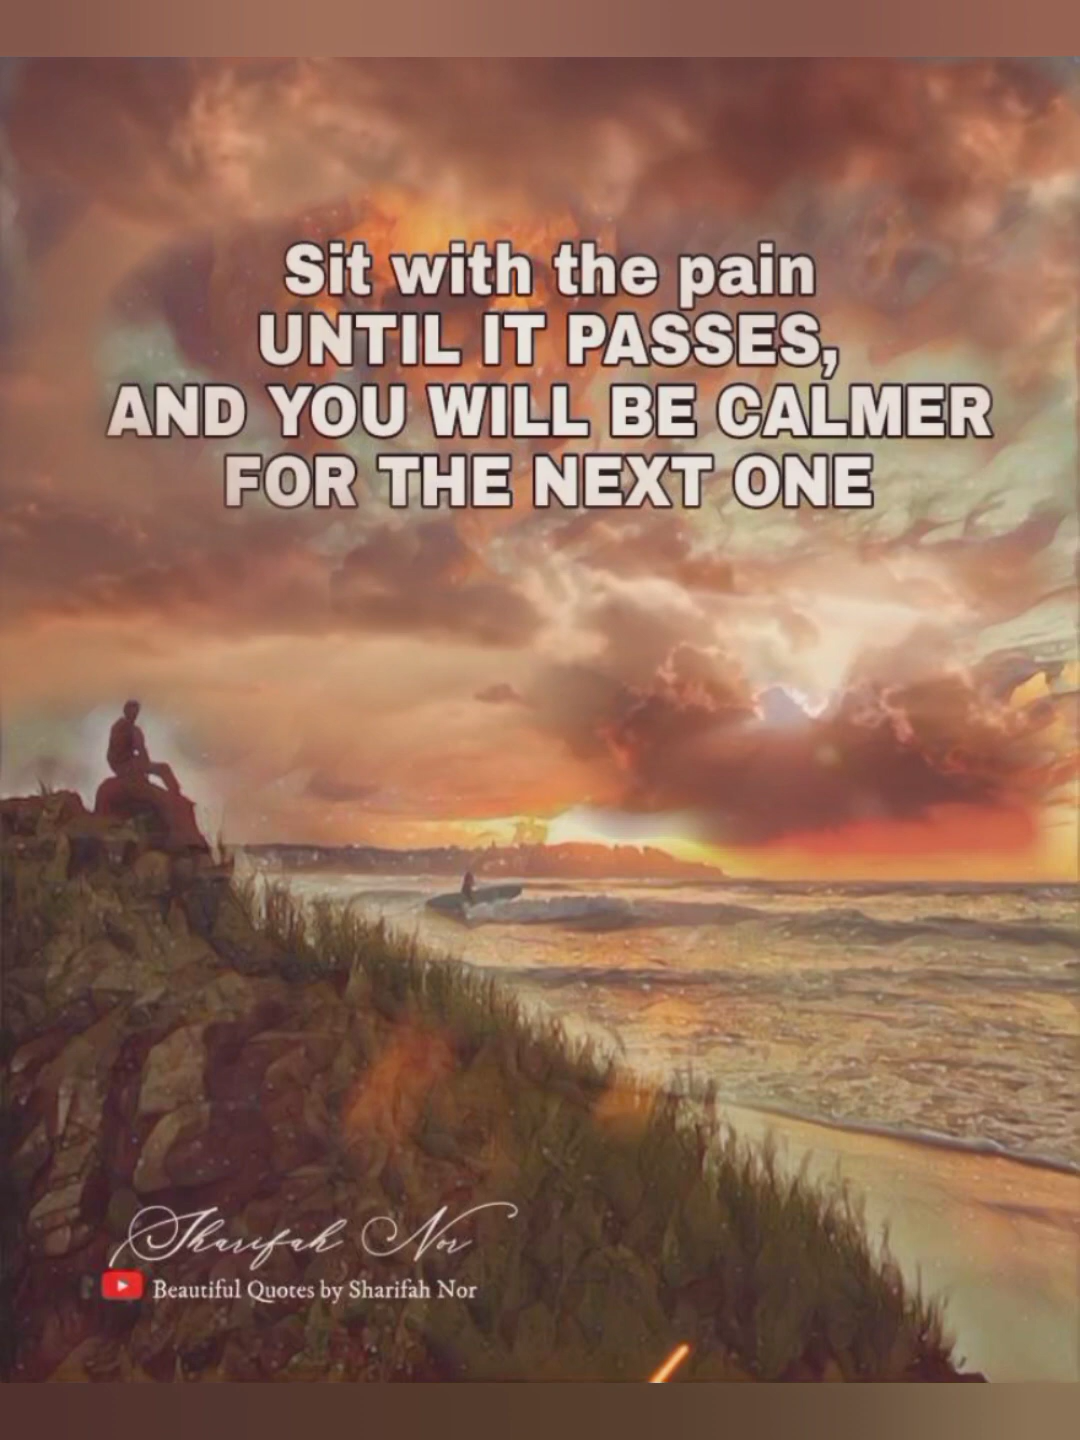 Sit with the pain
UNTIL IT PASSES,
AND YOU WILL BE CALMER
FOR THE NEXT ONE
Sharifah Nor
Beautiful Quotes by Sharifah Nor